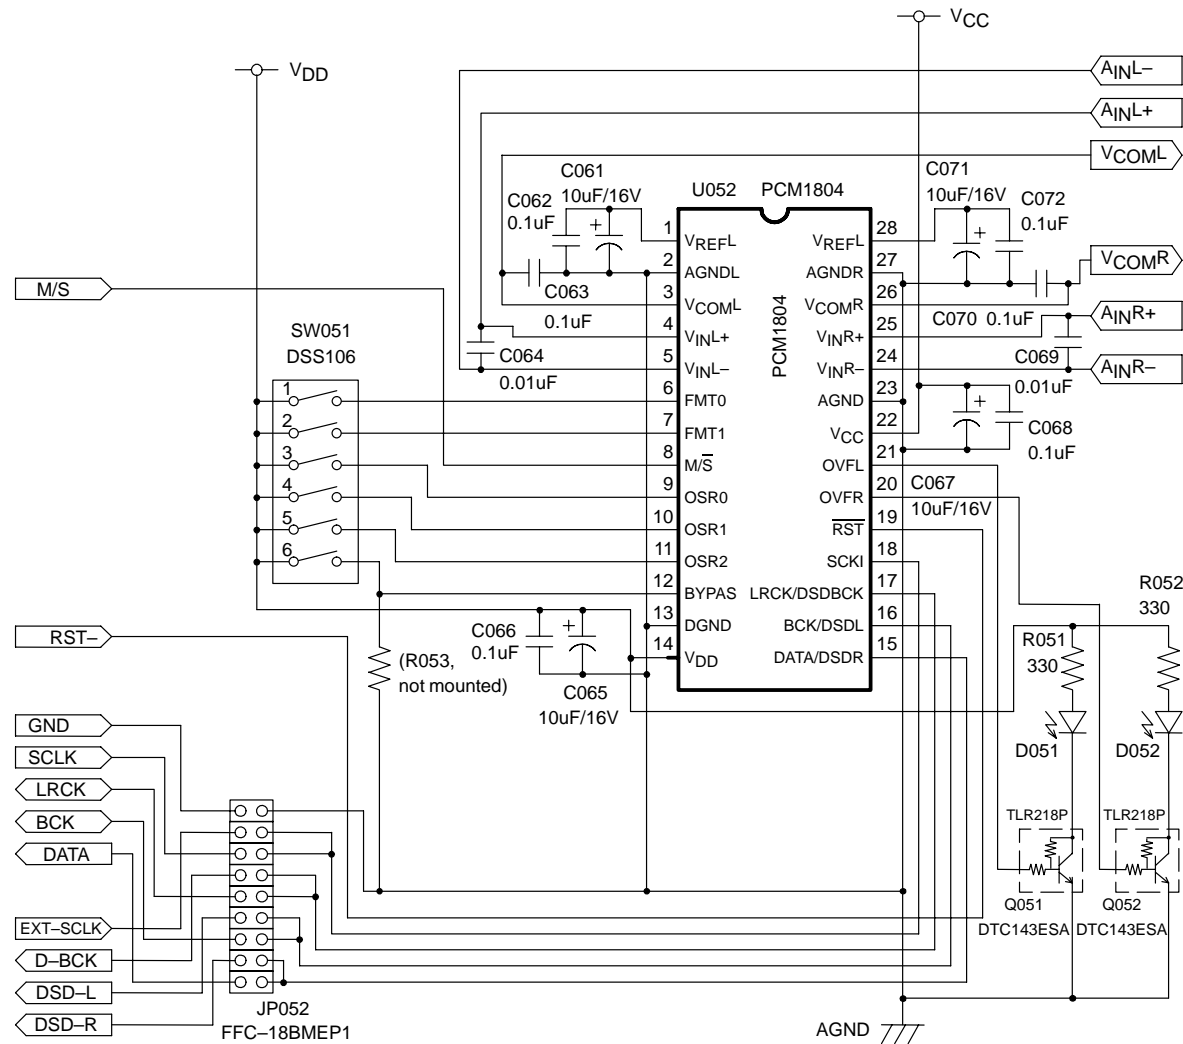 VCC
VDD
AINL–
AINL+
VCOML
C061
10uF/16V
C062
0.1uF
U052 PCM1804
C071
10uF/16V
C072
0.1uF
+
+
1
VREFL
VREFL
28
2
AGNDL
AGNDR
27
3
VCOML
VCOMR
26
4
VINL+
VINR+
25
5
VINL–
VINR–
24
6
FMT0
AGND
23
7
FMT1
VCC
22
8
M/S
OVFL
21
9
OSR0
OVFR
20
10
OSR1
RST
19
11
OSR2
SCKI
18
12
BYPAS
LRCK/DSDBCK
17
13
DGND
BCK/DSDL
16
14
VDD
DATA/DSDR
15
PCM1804
VCOMR
M/S
C063
0.1uF
C070 0.1uF
AINR+
SW051
DSS106
C064
0.01uF
C069
0.01uF
AINR–
1
2
3
4
5
6
+
C068
0.1uF
C067
10uF/16V
R052
330
RST–
C066
0.1uF
+
R051
330
(R053,
not mounted)
C065
10uF/16V
GND
SCLK
LRCK
BCK
DATA
EXT–SCLK
D–BCK
DSD–L
DSD–R
D051
D052
TLR218P
TLR218P
Q051
Q052
DTC143ESA
DTC143ESA
JP052
FFC–18BMEP1
AGND